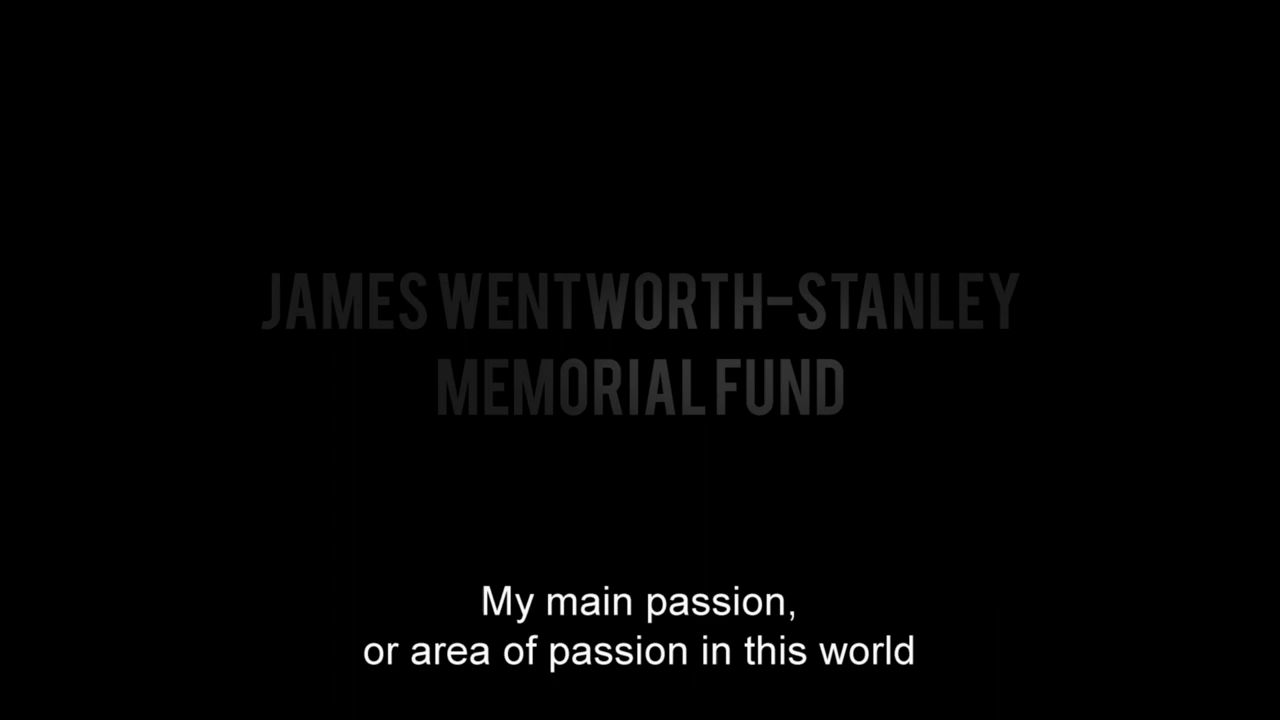 JAMES WENTWORTH-STANLEY
MEMORIAL FUND
My main passion,
or area of passion in this world